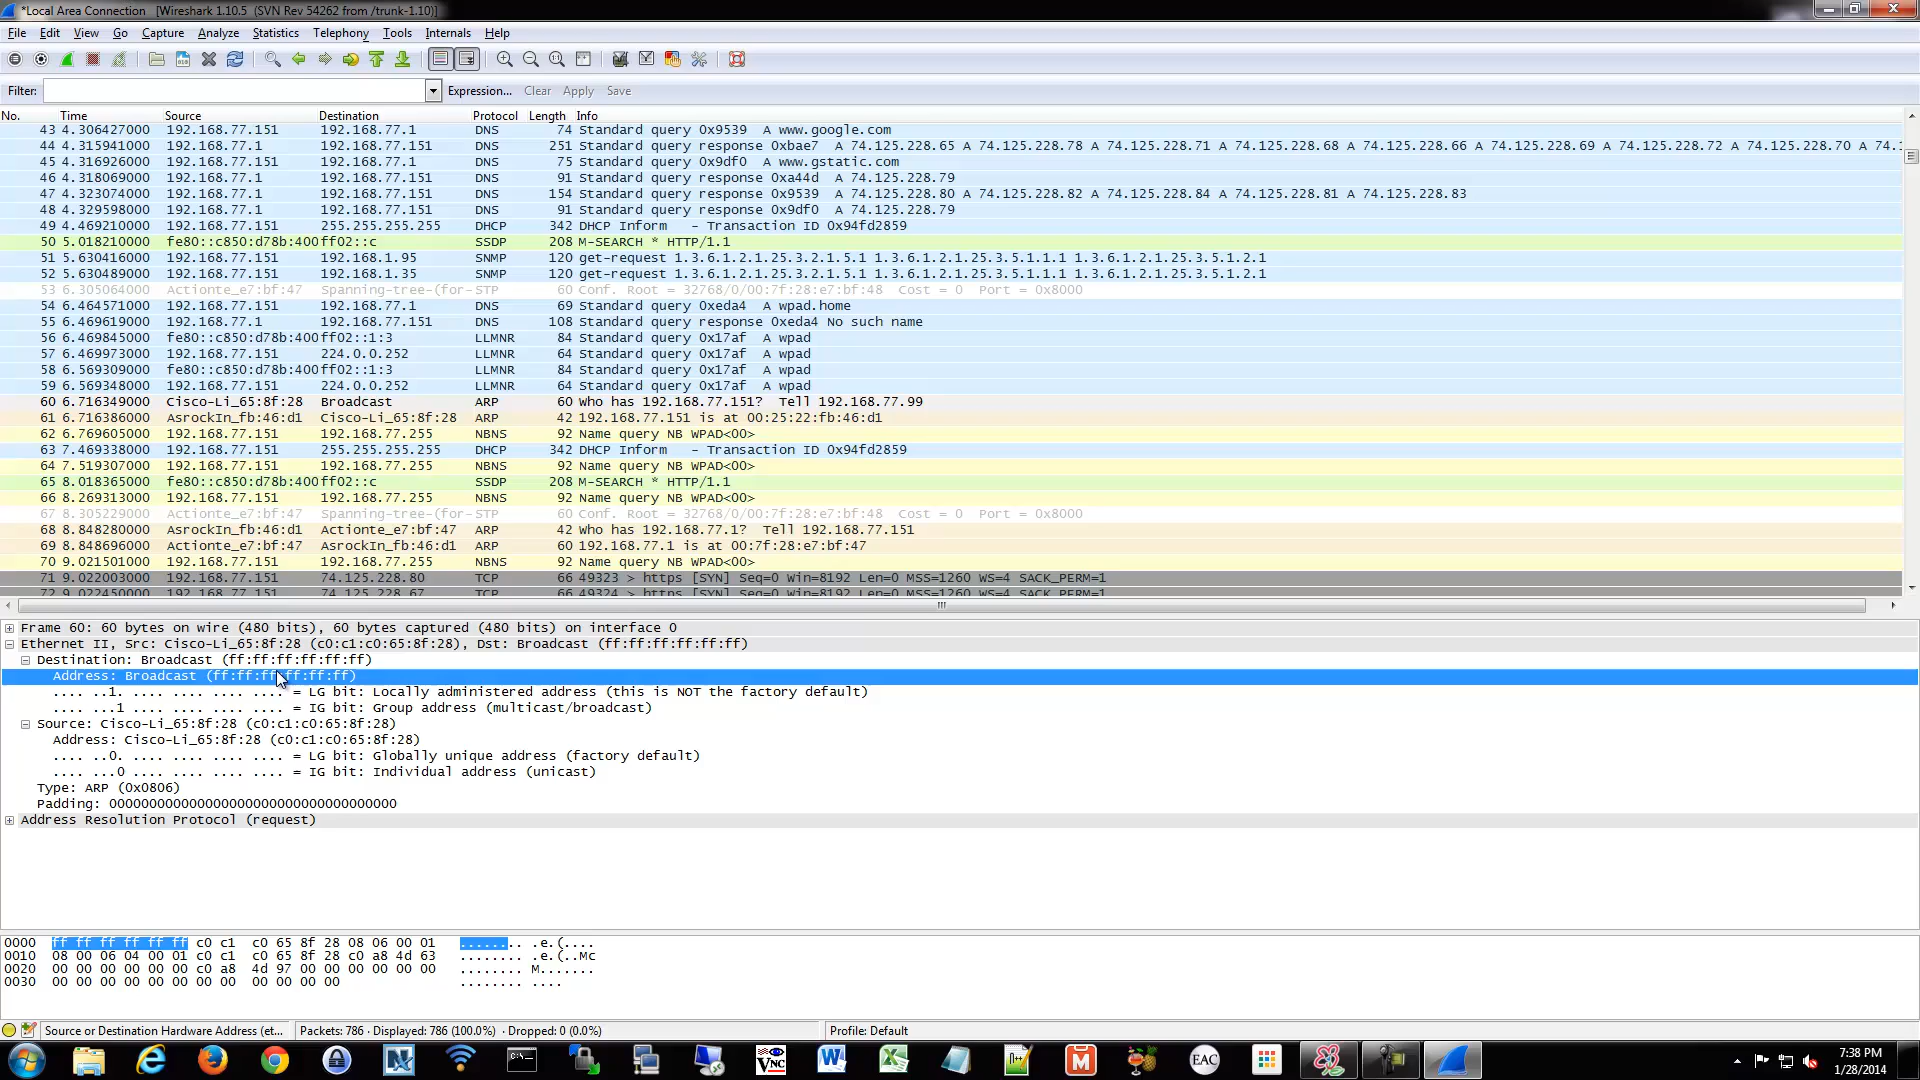 *Local Area Connection [Wireshark 1.10.5 (SVN Rev 54262 from /trunk-1.10)]
File Edit View Go Capture Analyze Statistics Telephony Tools Internals Help
Filter: Expression... Clear Apply Save
No. Time Source Destination Protocol Length Info
43 4.306427000 192.168.77.151 192.168.77.1 DNS 74 Standard query 0x9539 A www.google.com
44 4.315941000 192.168.77.1 192.168.77.151 DNS 251 Standard query response 0xbae7 A 74.125.228.65 A 74.125.228.78 A 74.125.228.71 A 74.125.228.68 A 74.125.228.66 A 74.125.228.69 A 74.125.228.72 A 74.125.228.70 A 74.1
45 4.316926000 192.168.77.151 192.168.77.1 DNS 75 Standard query 0x9df0 A www.gstatic.com
46 4.318069000 192.168.77.1 192.168.77.151 DNS 91 Standard query response 0xa44d A 74.125.228.79
47 4.323074000 192.168.77.1 192.168.77.151 DNS 154 Standard query response 0x9539 A 74.125.228.80 A 74.125.228.82 A 74.125.228.84 A 74.125.228.81 A 74.125.228.83
48 4.329598000 192.168.77.1 192.168.77.151 DNS 91 Standard query response 0x9df0 A 74.125.228.79
49 4.469210000 192.168.77.151 255.255.255.255 DHCP 342 DHCP Inform - Transaction ID 0x94fd2859
50 5.018210000 fe80::c850:d78b:400 ff02::c SSDP 208 M-SEARCH * HTTP/1.1
51 5.630416000 192.168.77.151 192.168.1.95 SNMP 120 get-request 1.3.6.1.2.1.25.3.2.1.5.1 1.3.6.1.2.1.25.3.5.1.1.1 1.3.6.1.2.1.25.3.5.1.2.1
52 5.630489000 192.168.77.151 192.168.1.35 SNMP 120 get-request 1.3.6.1.2.1.25.3.2.1.5.1 1.3.6.1.2.1.25.3.5.1.1.1 1.3.6.1.2.1.25.3.5.1.2.1
53 6.305064000 Actionte_e7:bf:47 Spanning-tree-(for- STP 60 Conf. Root = 32768/0/00:7f:28:e7:bf:48 Cost = 0 Port = 0x8000
54 6.464571000 192.168.77.151 192.168.77.1 DNS 69 Standard query 0xeda4 A wpad.home
55 6.469619000 192.168.77.1 192.168.77.151 DNS 108 Standard query response 0xeda4 No such name
56 6.469845000 fe80::c850:d78b:400 ff02::1:3 LLMNR 84 Standard query 0x17af A wpad
57 6.469973000 192.168.77.151 224.0.0.252 LLMNR 64 Standard query 0x17af A wpad
58 6.569309000 fe80::c850:d78b:400 ff02::1:3 LLMNR 84 Standard query 0x17af A wpad
59 6.569348000 192.168.77.151 224.0.0.252 LLMNR 64 Standard query 0x17af A wpad
60 6.716349000 Cisco-Li_65:8f:28 Broadcast ARP 60 Who has 192.168.77.151? Tell 192.168.77.99
61 6.716386000 AsrockIn_fb:46:d1 Cisco-Li_65:8f:28 ARP 42 192.168.77.151 is at 00:25:22:fb:46:d1
62 6.769605000 192.168.77.151 192.168.77.255 NBNS 92 Name query NB WPAD<00>
63 7.469338000 192.168.77.151 255.255.255.255 DHCP 342 DHCP Inform - Transaction ID 0x94fd2859
64 7.519307000 192.168.77.151 192.168.77.255 NBNS 92 Name query NB WPAD<00>
65 8.018365000 fe80::c850:d78b:400 ff02::c SSDP 208 M-SEARCH * HTTP/1.1
66 8.269313000 192.168.77.151 192.168.77.255 NBNS 92 Name query NB WPAD<00>
67 8.305229000 Actionte_e7:bf:47 Spanning-tree-(for- STP 60 Conf. Root = 32768/0/00:7f:28:e7:bf:48 Cost = 0 Port = 0x8000
68 8.848280000 AsrockIn_fb:46:d1 Actionte_e7:bf:47 ARP 42 Who has 192.168.77.1? Tell 192.168.77.151
69 8.848696000 Actionte_e7:bf:47 AsrockIn_fb:46:d1 ARP 60 192.168.77.1 is at 00:7f:28:e7:bf:47
70 9.021501000 192.168.77.151 192.168.77.255 NBNS 92 Name query NB WPAD<00>
71 9.022003000 192.168.77.151 74.125.228.80 TCP 66 49323 > https [SYN] Seq=0 Win=8192 Len=0 MSS=1260 WS=4 SACK_PERM=1
72 9.022450000 192.168.77.151 74.125.228.67 TCP 66 49324 > https [SYN] Seq=0 Win=8192 Len=0 MSS=1260 WS=4 SACK_PERM=1
Frame 60: 60 bytes on wire (480 bits), 60 bytes captured (480 bits) on interface 0
Ethernet II, Src: Cisco-Li_65:8f:28 (c0:c1:c0:65:8f:28), Dst: Broadcast (ff:ff:ff:ff:ff:ff)
Destination: Broadcast (ff:ff:ff:ff:ff:ff)
Address: Broadcast (ff:ff:ff:ff:ff:ff)
.... ..1. .... .... .... .... = LG bit: Locally administered address (this is NOT the factory default)
.... ...1 .... .... .... .... = IG bit: Group address (multicast/broadcast)
Source: Cisco-Li_65:8f:28 (c0:c1:c0:65:8f:28)
Address: Cisco-Li_65:8f:28 (c0:c1:c0:65:8f:28)
.... ..0. .... .... .... .... = LG bit: Globally unique address (factory default)
.... ...0 .... .... .... .... = IG bit: Individual address (unicast)
Type: ARP (0x0806)
Padding: 000000000000000000000000000000000000
Address Resolution Protocol (request)
0000 ff ff ff ff ff ff c0 c1 c0 65 8f 28 08 06 00 01 ........ .e.(....
0010 08 00 06 04 00 01 c0 c1 c0 65 8f 28 c0 a8 4d 63 ........ .e.(..Mc
0020 00 00 00 00 00 00 c0 a8 4d 97 00 00 00 00 00 00 ........ M.......
0030 00 00 00 00 00 00 00 00 00 00 00 00 ........ ....
Source or Destination Hardware Address (et... Packets: 786 · Displayed: 786 (100.0%) · Dropped: 0 (0.0%) Profile: Default
VNC EAC
7:38 PM
1/28/2014